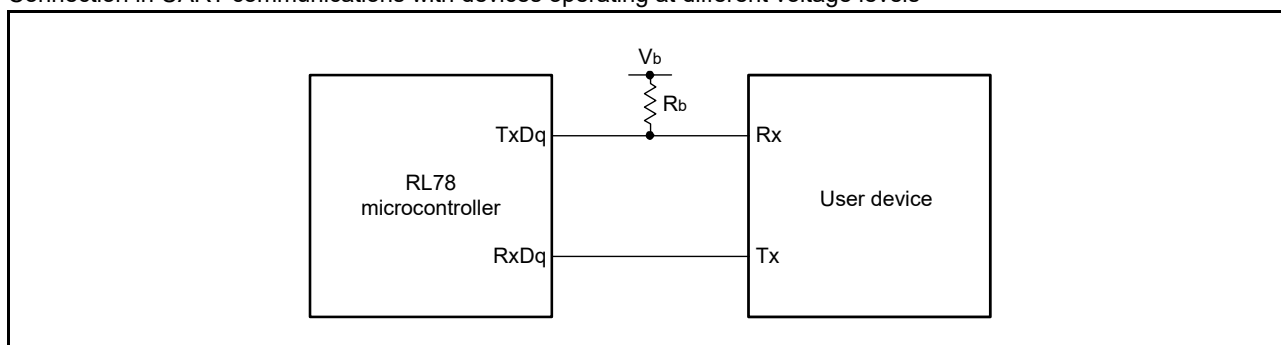 Connection in UART communications with devices operating at different voltage levels
Vb
Rb
TxDq
Rx
RL78
microcontroller
User device
RxDq
Tx